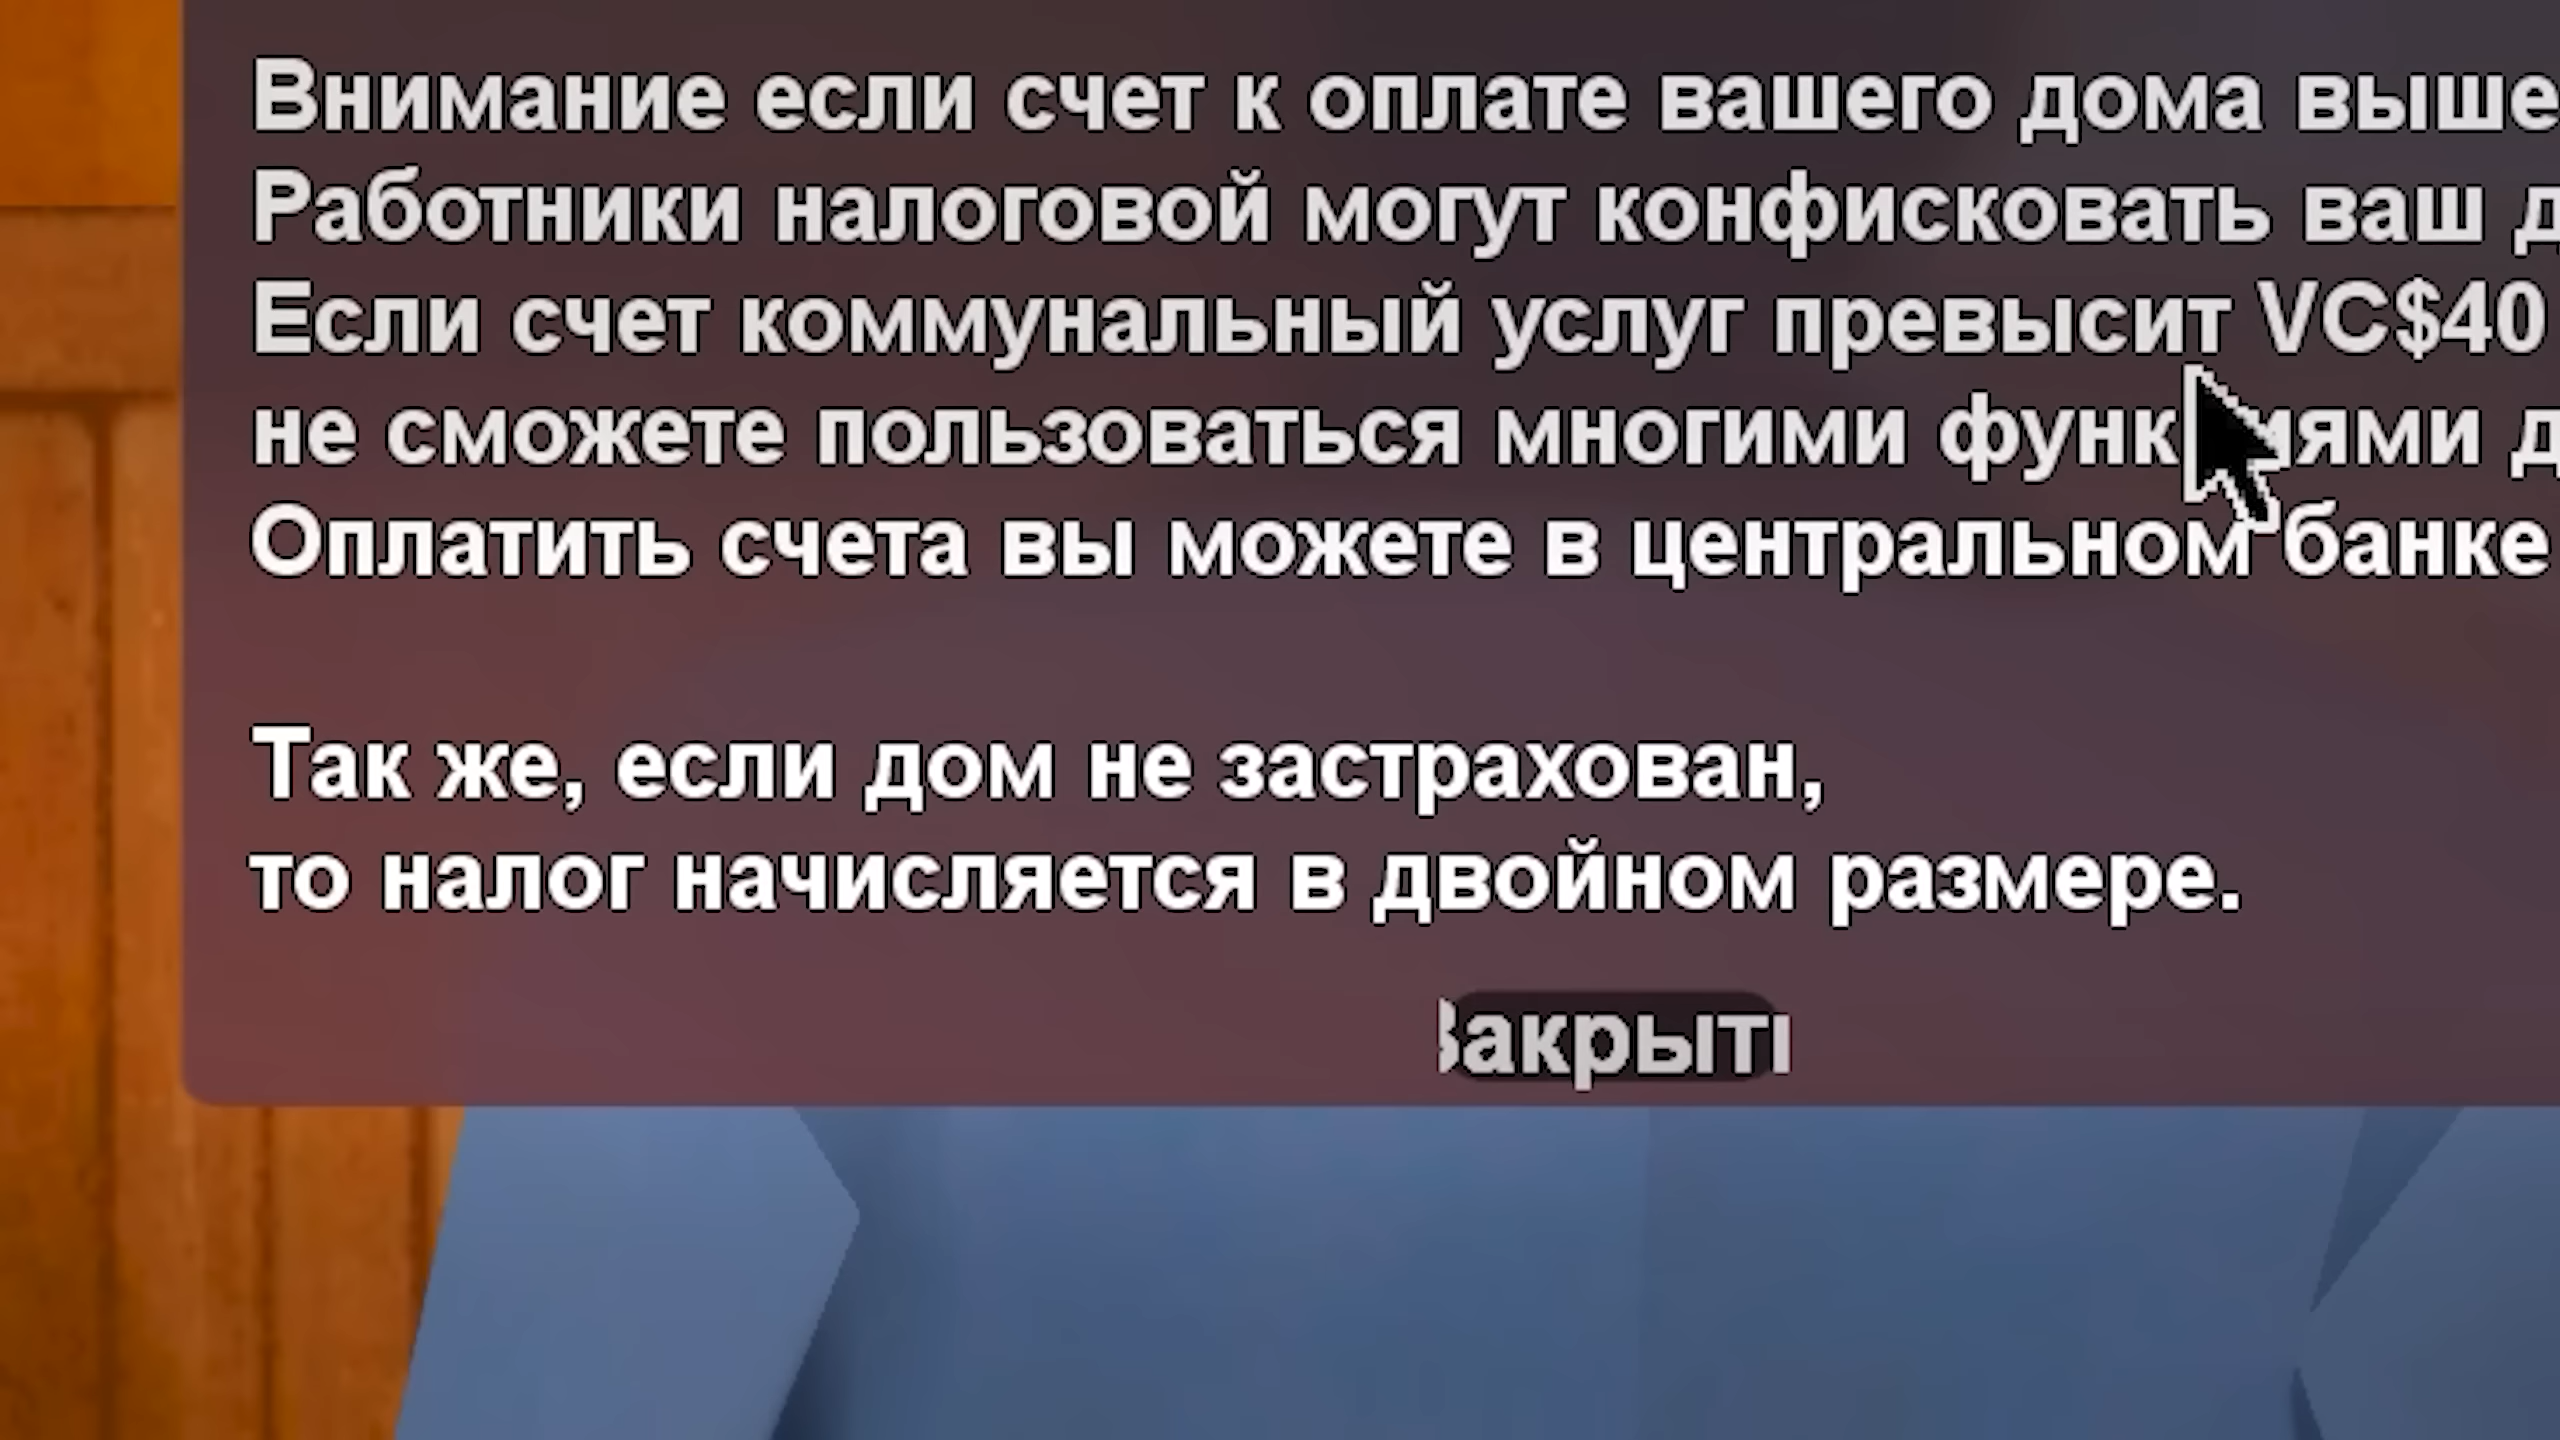 Внимание если счет к оплате вашего дома выше
Работники налоговой могут конфисковать ваш
Если счет коммунальный услуг превысит VC$40
не сможете пользоваться многими функциями
Оплатить счета вы можете в центральном банке
Так же, если дом не застрахован,
то налог начисляется в двойном размере.
Закрыть